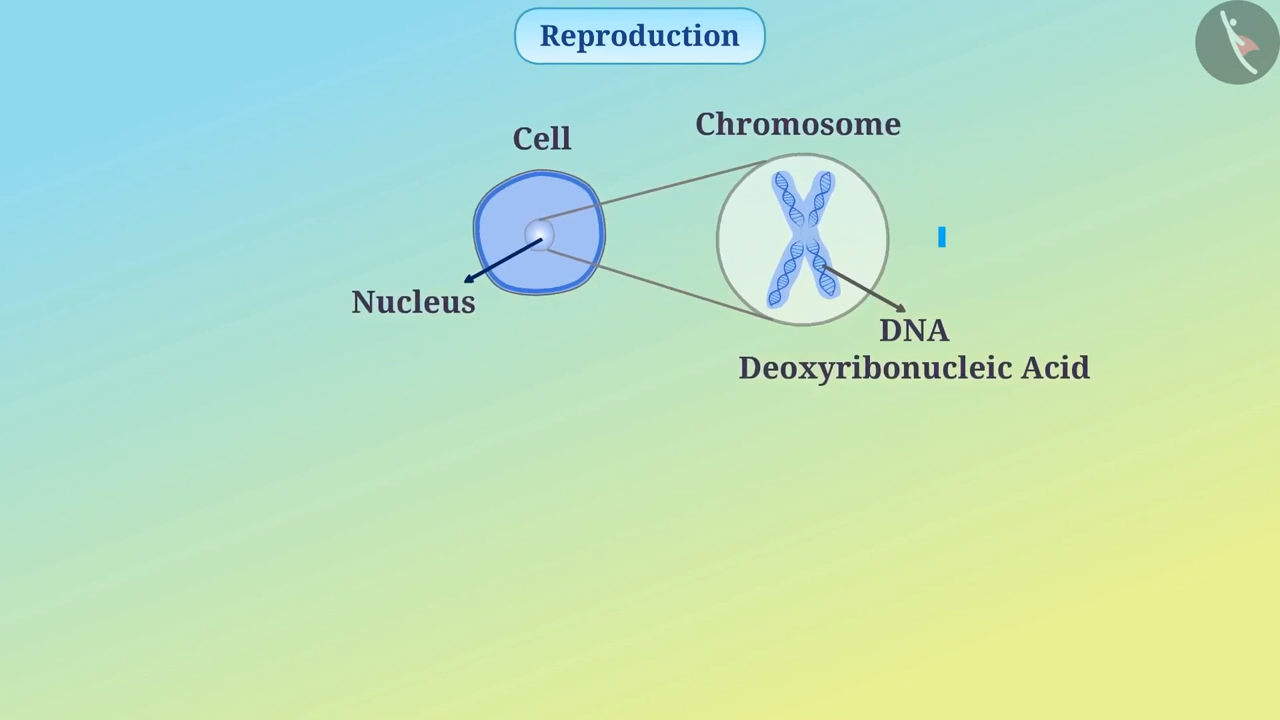 Reproduction
Cell
Chromosome
Nucleus
DNA
Deoxyribonucleic Acid